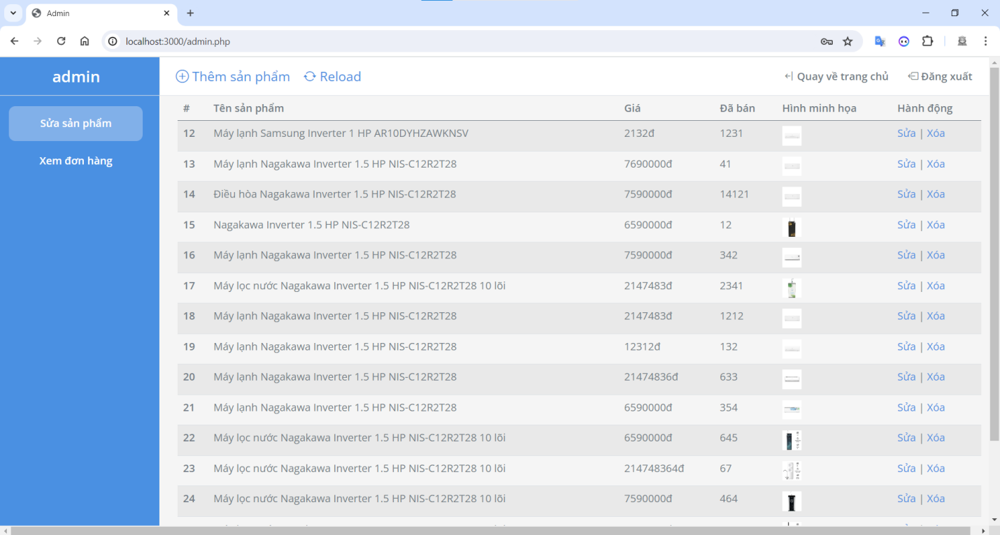 Admin
localhost:3000/admin.php
admin
Thêm sản phẩm Reload Quay về trang chủ Đăng xuất
Sửa sản phẩm
Xem đơn hàng
# Tên sản phẩm Giá Đã bán Hình minh họa Hành động
12 Máy lạnh Samsung Inverter 1 HP AR10DYHZAWKNSV 2132đ 1231 Sửa | Xóa
13 Máy lạnh Nagakawa Inverter 1.5 HP NIS-C12R2T28 7690000đ 41 Sửa | Xóa
14 Điều hòa Nagakawa Inverter 1.5 HP NIS-C12R2T28 7590000đ 14121 Sửa | Xóa
15 Nagakawa Inverter 1.5 HP NIS-C12R2T28 6590000đ 12 Sửa | Xóa
16 Máy lạnh Nagakawa Inverter 1.5 HP NIS-C12R2T28 7590000đ 342 Sửa | Xóa
17 Máy lọc nước Nagakawa Inverter 1.5 HP NIS-C12R2T28 10 lõi 2147483đ 2341 Sửa | Xóa
18 Máy lạnh Nagakawa Inverter 1.5 HP NIS-C12R2T28 2147483đ 1212 Sửa | Xóa
19 Máy lạnh Nagakawa Inverter 1.5 HP NIS-C12R2T28 12312đ 132 Sửa | Xóa
20 Máy lạnh Nagakawa Inverter 1.5 HP NIS-C12R2T28 21474836đ 633 Sửa | Xóa
21 Máy lạnh Nagakawa Inverter 1.5 HP NIS-C12R2T28 6590000đ 354 Sửa | Xóa
22 Máy lọc nước Nagakawa Inverter 1.5 HP NIS-C12R2T28 10 lõi 6590000đ 645 Sửa | Xóa
23 Máy lọc nước Nagakawa Inverter 1.5 HP NIS-C12R2T28 10 lõi 214748364đ 67 Sửa | Xóa
24 Máy lọc nước Nagakawa Inverter 1.5 HP NIS-C12R2T28 10 lõi 7590000đ 464 Sửa | Xóa